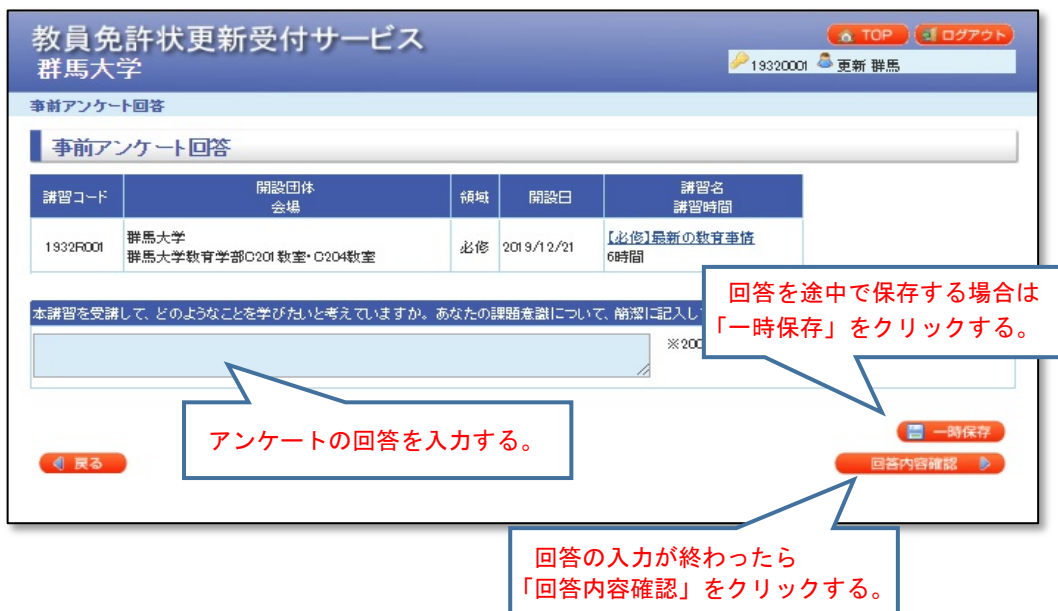 教員免許状更新受付サービス
群馬大学
TOP ログアウト
19320001 更新 群馬
事前アンケート回答
事前アンケート回答
講習コード 開設団体 会場 領域 開設日 講習名 講習時間
1932R001 群馬大学 必修 2019/12/21 【必修】最新の教育事情
群馬大学教育学部C201教室・C204教室 6時間
回答を途中で保存する場合は
「一時保存」をクリックする。
本講習を受講して、どのようなことを学びたいと考えていますか。あなたの課題意識について、簡潔に記入し
※200
アンケートの回答を入力する。
一時保存
戻る
回答内容確認
回答の入力が終わったら
「回答内容確認」をクリックする。